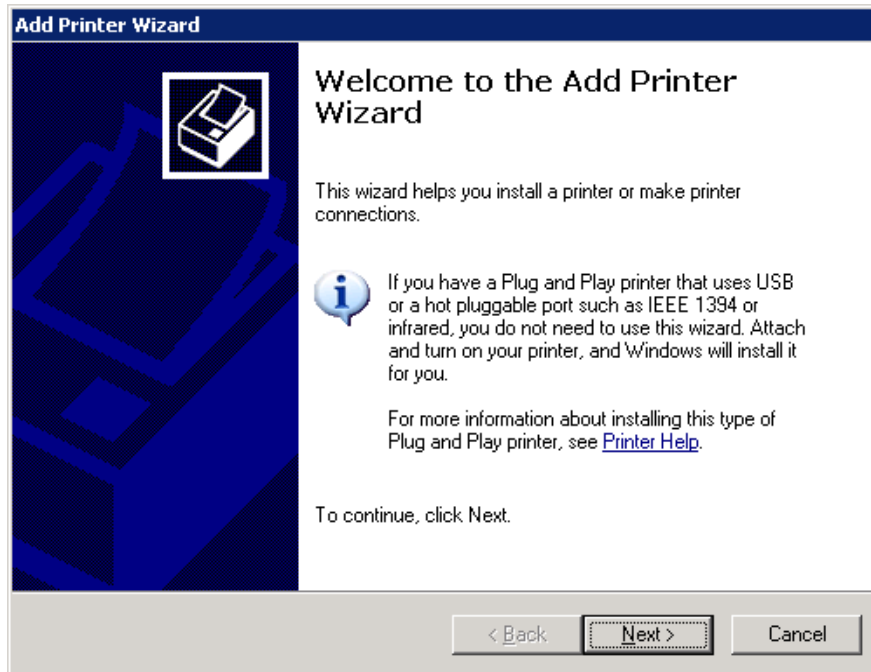 Add Printer Wizard
Welcome to the Add Printer
Wizard
This wizard helps you install a printer or make printer
connections.
If you have a Plug and Play printer that uses USB
or a hot pluggable port such as IEEE 1394 or
infrared, you do not need to use this wizard. Attach
and turn on your printer, and Windows will install it
for you.
For more information about installing this type of
Plug and Play printer, see Printer Help.
To continue, click Next.
< Back
Next >
Cancel